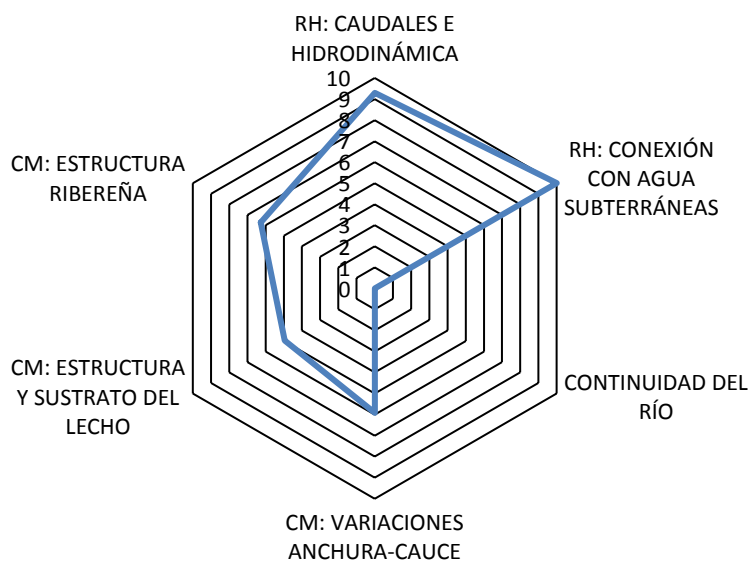 RH: CAUDALES E
HIDRODINÁMICA
10
9
8
7
6
5
4
3
2
1
0
RH: CONEXIÓN
CON AGUA
SUBTERRÁNEAS
CONTINUIDAD DEL
RÍO
CM: VARIACIONES
ANCHURA-CAUCE
CM: ESTRUCTURA
Y SUSTRATO DEL
LECHO
CM: ESTRUCTURA
RIBEREÑA